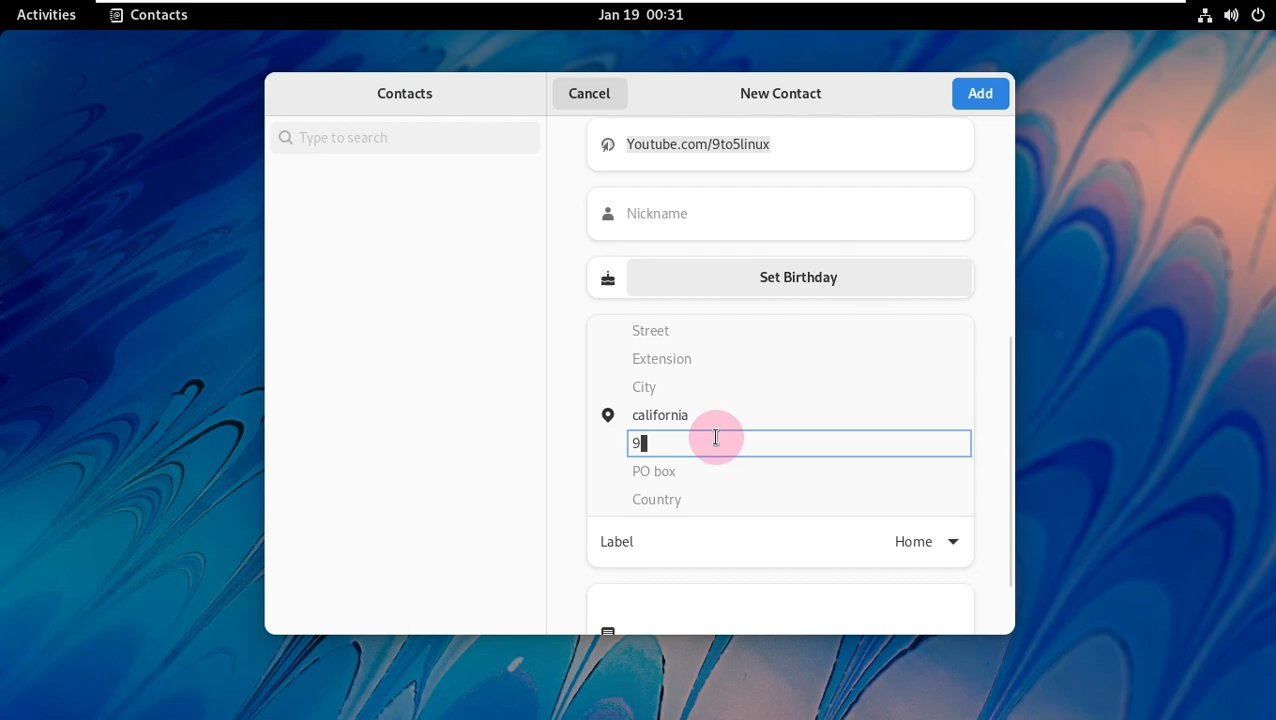 Activities Contacts Jan 19 00:31
Contacts Cancel New Contact Add
Type to search
Youtube.com/9to5linux
Nickname
Set Birthday
Street
Extension
City
california
9
PO box
Country
Label Home